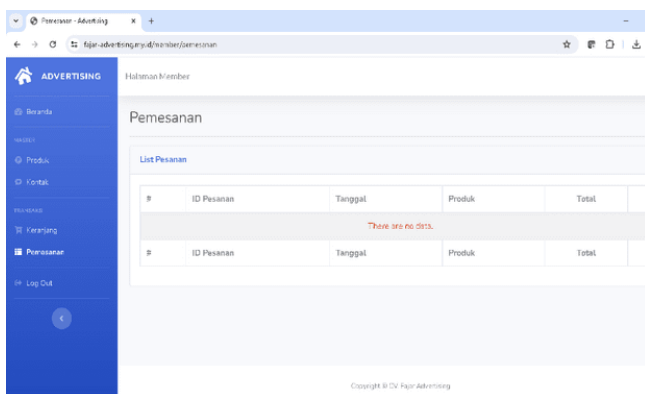 Pemesanan - Advertising
fajar-advertising.my.id/member/pemesanan
ADVERTISING
Halaman Member
Beranda
Pemesanan
List Pesanan
Produk
Kontak
# ID Pesanan Tanggal Produk Total
There are no data.
# ID Pesanan Tanggal Produk Total
TRANSAKSI
Keranjang
Pemesanan
Log Out
Copyright © CV Fajar Advertising